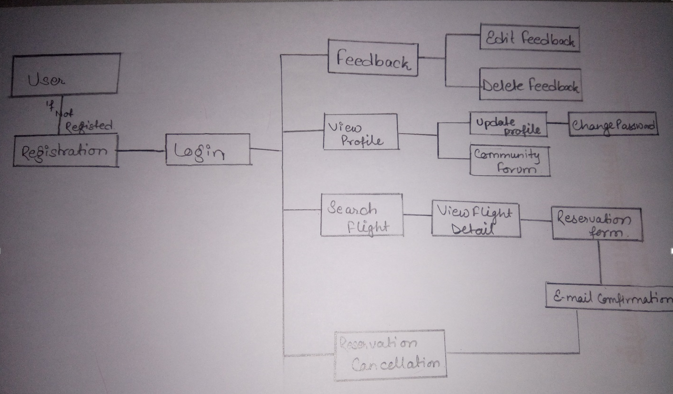 User
If Not
Registed
Registration
Login
Feedback
Edit Feedback
Delete Feedback
View
Profile
Update
Profile
Change Password
Community
Forum
Search
Flight
View Flight
Detail
Reservation
form.
E-mail Confirmation
Reservation
Cancellation